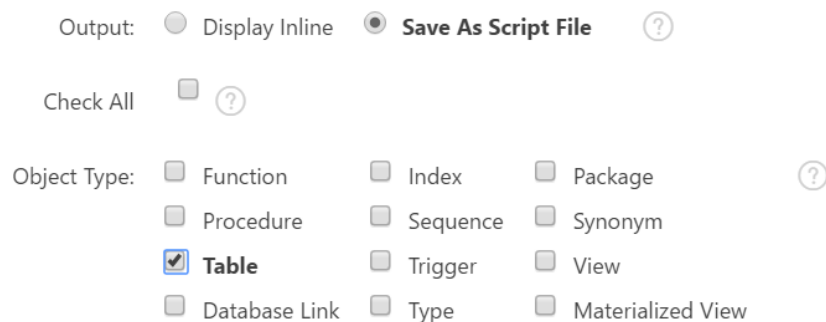 Output: Display Inline Save As Script File ?
Check All ?
Object Type: Function Index Package ?
Procedure Sequence Synonym
Table Trigger View
Database Link Type Materialized View